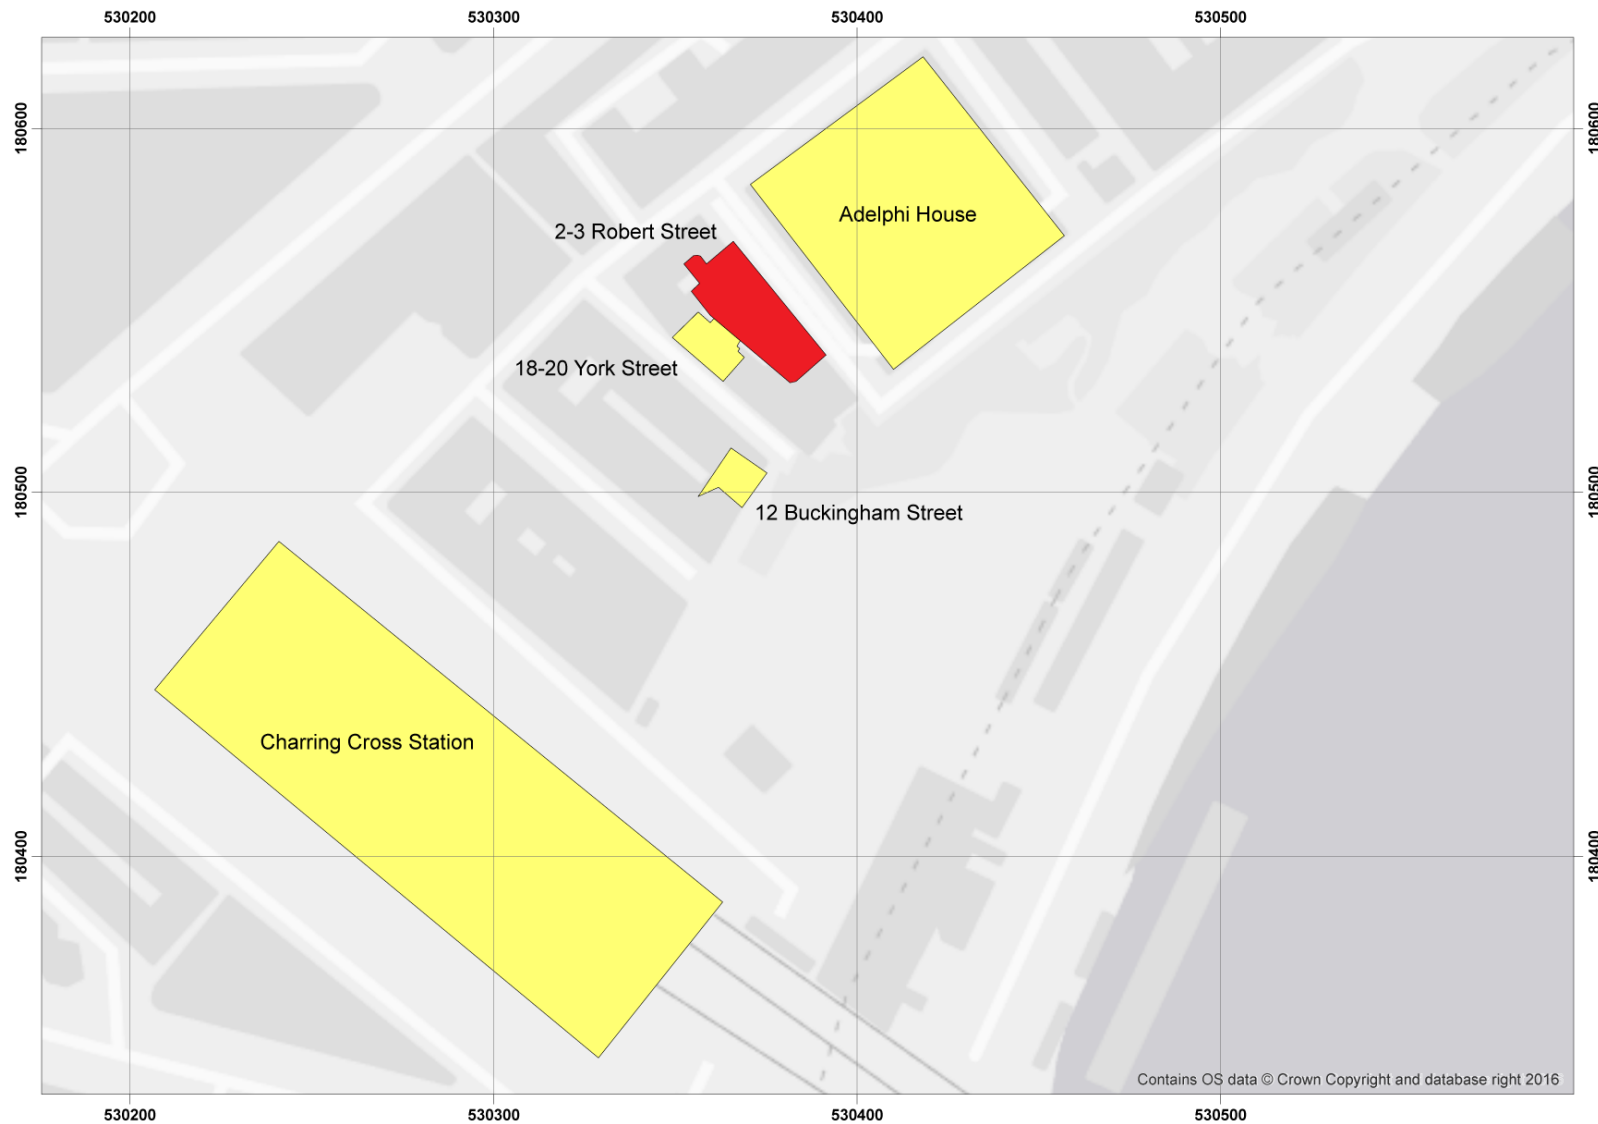 530200
530300
530400
530500
180600
180600
Adelphi House
2-3 Robert Street
18-20 York Street
180500
180500
12 Buckingham Street
Charring Cross Station
180400
180400
Contains OS data © Crown Copyright and database right 2016
530200
530300
530400
530500